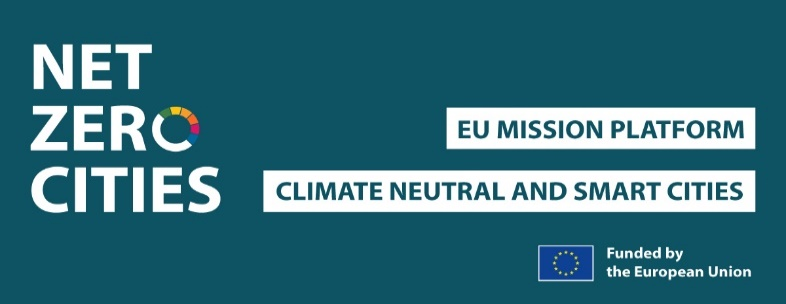 NET
ZERO
CITIES
EU MISSION PLATFORM
CLIMATE NEUTRAL AND SMART CITIES
Funded by
the European Union